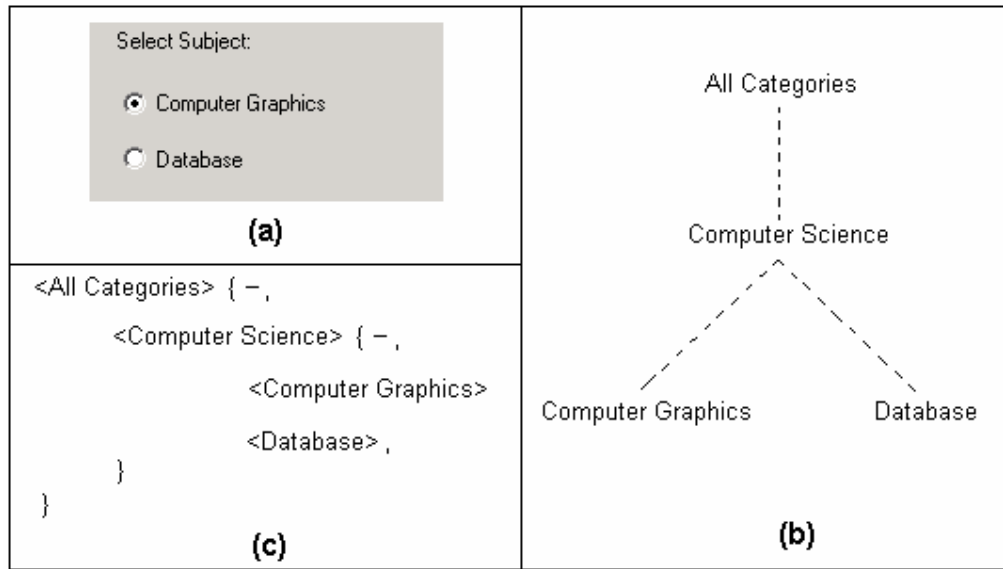 Select Subject:
Computer Graphics
Database
(a)
<All Categories> { – ,
<Computer Science> { – ,
<Computer Graphics>
<Database> ,
}
}
(c)
All Categories
Computer Science
Computer Graphics Database
(b)